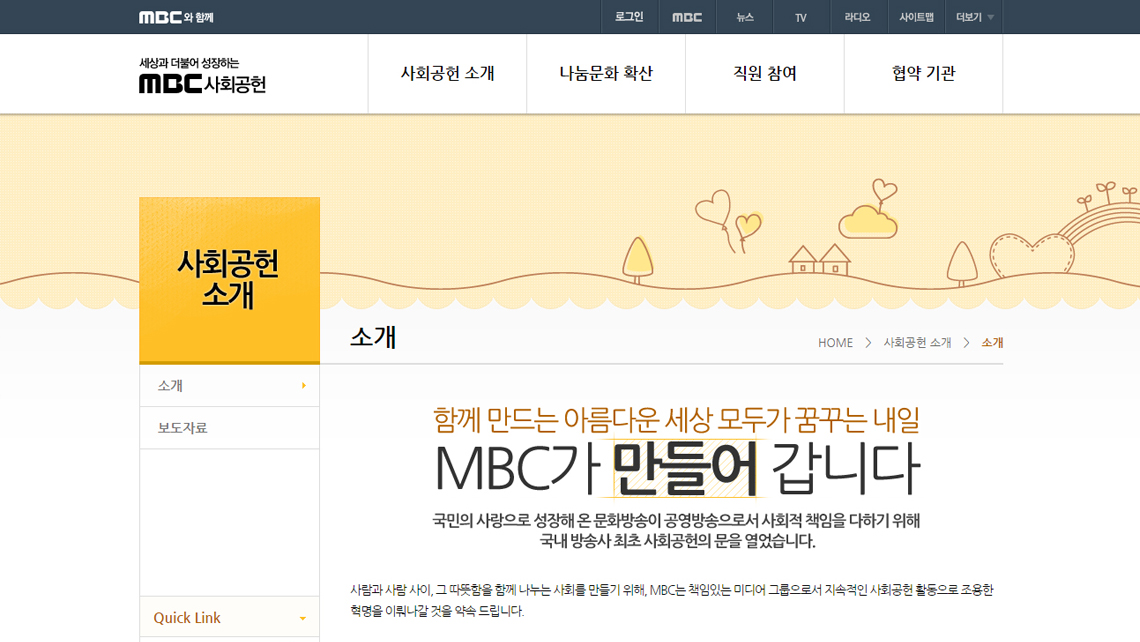 MBC와 함께
로그인
MBC
뉴스
TV
라디오
사이트맵
더보기
세상과 더불어 성장하는
MBC 사회공헌
사회공헌 소개
나눔문화 확산
직원 참여
협약 기관
사회공헌
소개
소개
보도자료
Quick Link
소개
HOME > 사회공헌 소개 > 소개
함께 만드는 아름다운 세상 모두가 꿈꾸는 내일
MBC가 만들어 갑니다
국민의 사랑으로 성장해 온 문화방송이 공영방송으로서 사회적 책임을 다하기 위해
국내 방송사 최초 사회공헌의 문을 열었습니다.
사람과 사람 사이, 그 따뜻함을 함께 나누는 사회를 만들기 위해, MBC는 책임있는 미디어 그룹으로서 지속적인 사회공헌 활동으로 조용한
혁명을 이뤄나갈 것을 약속 드립니다.